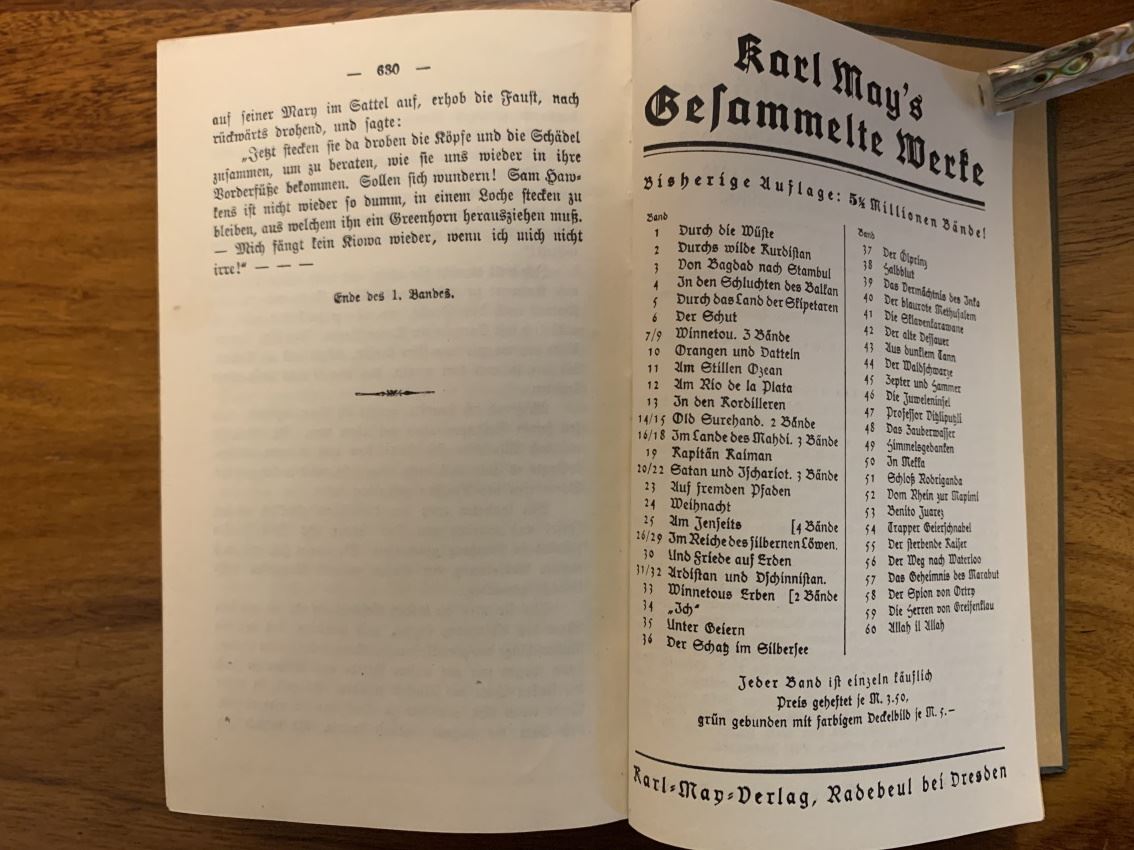 — 630 —
auf seiner Mary im Sattel auf, erhob die Faust, nach
rückwärts drohend, und sagte:
„Jetzt stecken sie da droben die Köpfe und die Schädel
zusammen, um zu beraten, wie sie uns wieder in ihre
Vorderfüße bekommen. Sollen sich wundern! Sam Haw-
kens ist nicht wieder so dumm, in einem Loche stecken zu
bleiben, aus welchem ihn ein Greenhorn herausziehen muß.
— Mich fängt kein Kiowa wieder, wenn ich mich nicht
irre!“ — — —
Ende des 1. Bandes.
Karl May's
Gesammelte Werke
Bisherige Auflage: 5¼ Millionen Bände!
Band
1 Durch die Wüste
2 Durchs wilde Kurdistan
3 Von Bagdad nach Stambul
4 In den Schluchten des Balkan
5 Durch das Land der Skipetaren
6 Der Schut
7/9 Winnetou. 3 Bände
10 Orangen und Datteln
11 Am Stillen Ozean
12 Am Rio de la Plata
13 In den Kordilleren
14/15 Old Surehand. 2 Bände
16/18 Im Lande des Mahdi. 3 Bände
19 Kapitän Kaiman
20/22 Satan und Ischariot. 3 Bände
23 Auf fremden Pfaden
24 Weihnacht
25 Am Jenseits [4 Bände
26/29 Im Reiche des silbernen Löwen.
30 Und Friede auf Erden
31/32 Ardistan und Dschinnistan.
33 Winnetous Erben [2 Bände
34 „Ich“
35 Unter Geiern
36 Der Schatz im Silbersee
Band
37 Der Ölprinz
38 Halbblut
39 Das Vermächtnis des Inka
40 Der blaurote Methusalem
41 Die Sklavenkarawane
42 Der alte Dessauer
43 Aus dunklem Tann
44 Der Waldschwarze
45 Zepter und Hammer
46 Die Juweleninsel
47 Professor Vitzliputzli
48 Das Zauberwasser
49 Himmelsgedanken
50 In Mekka
51 Schloß Rodriganda
52 Vom Rhein zur Mapimi
53 Benito Juarez
54 Trapper Geierschnabel
55 Der sterbende Kaiser
56 Der Weg nach Waterloo
57 Das Geheimnis des Marabut
58 Der Spion von Ortry
59 Die Herren von Greifenklau
60 Allah il Allah
Jeder Band ist einzeln käuflich
Preis geheftet je M. 3.50,
grün gebunden mit farbigem Deckelbild je M. 5.–
Karl-May-Verlag, Radebeul bei Dresden